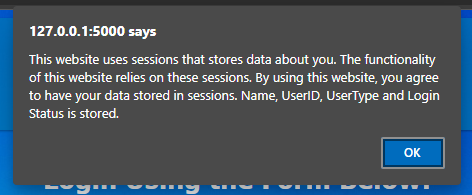 127.0.0.1:5000 says
This website uses sessions that stores data about you. The functionality
of this website relies on these sessions. By using this website, you agree
to have your data stored in sessions. Name, UserID, UserType and Login
Status is stored.
OK
Login Using the Form Below: